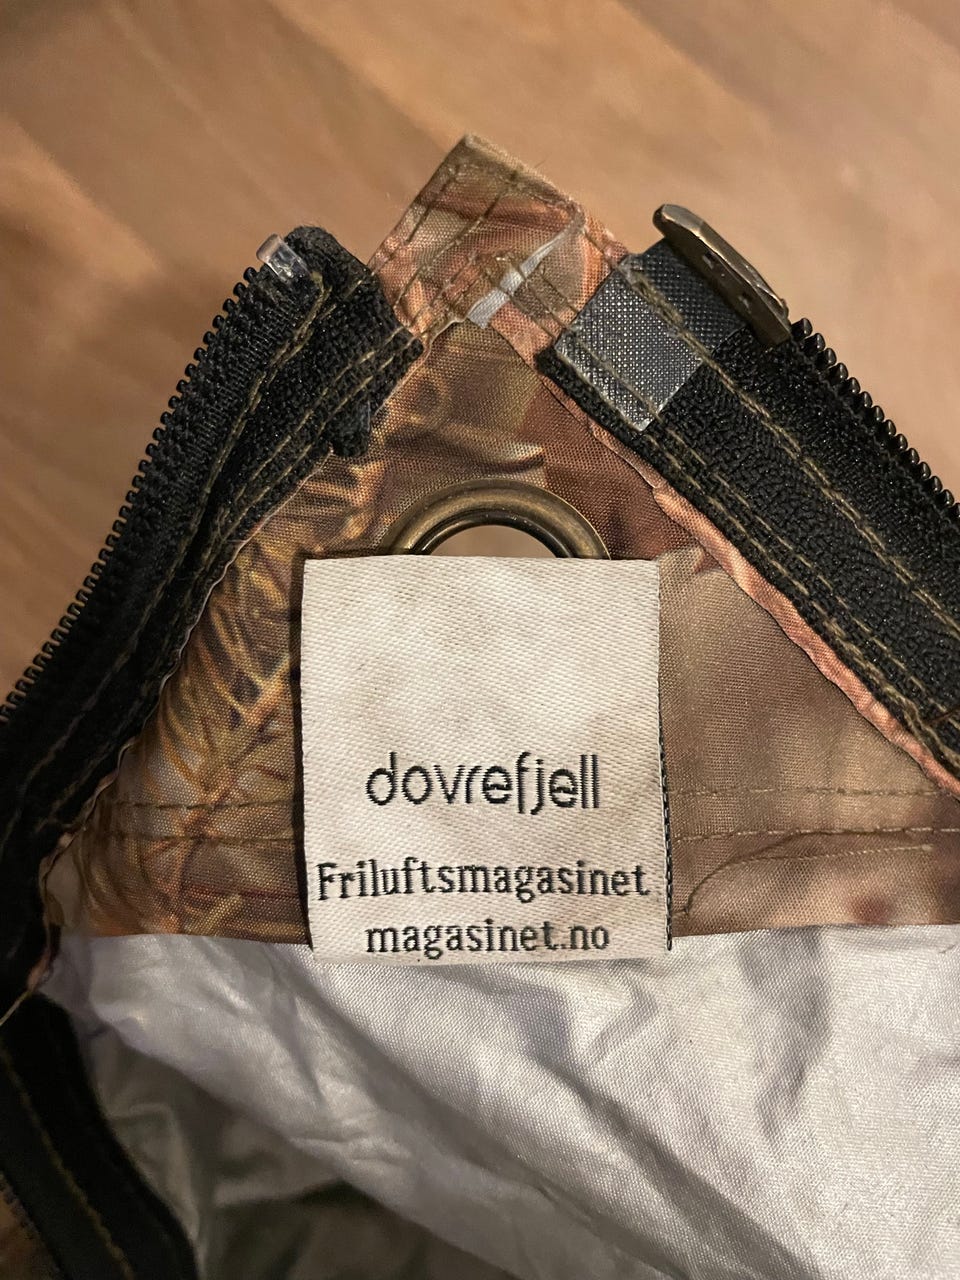 dovrefjell
Friluftsmagasinet
magasinet.no